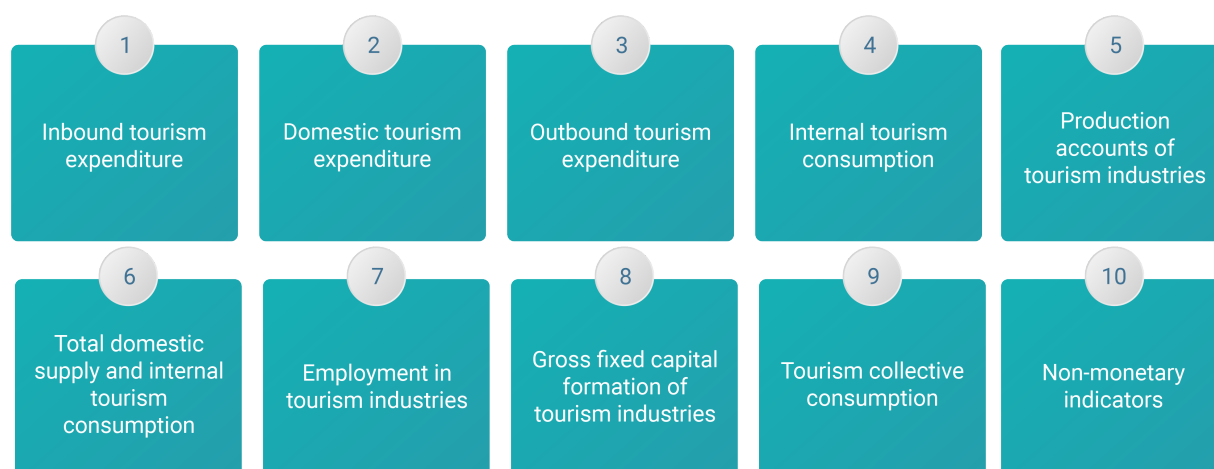 1
Inbound tourism
expenditure
2
Domestic tourism
expenditure
3
Outbound tourism
expenditure
4
Internal tourism
consumption
5
Production
accounts of
tourism industries
6
Total domestic
supply and internal
tourism
consumption
7
Employment in
tourism industries
8
Gross fixed capital
formation of
tourism industries
9
Tourism collective
consumption
10
Non-monetary
indicators